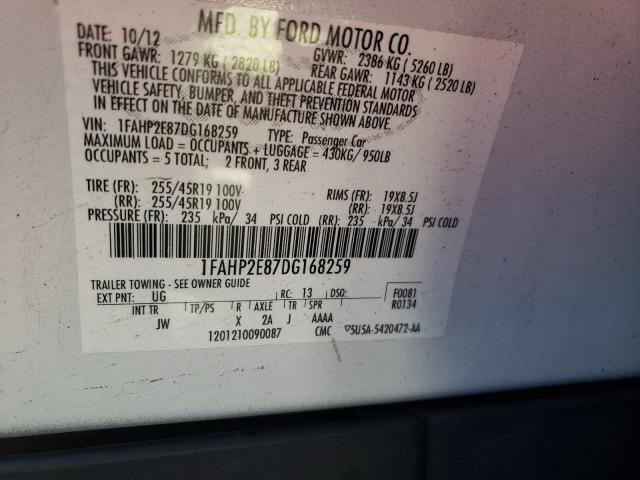 MFD. BY FORD MOTOR CO.
DATE: 10/12 GVWR: 2386 KG ( 5260 LB)
FRONT GAWR: 1279 KG ( 2820 LB) REAR GAWR: 1143 KG ( 2520 LB)
THIS VEHICLE CONFORMS TO ALL APPLICABLE FEDERAL MOTOR
VEHICLE SAFETY, BUMPER, AND THEFT PREVENTION STANDARDS
IN EFFECT ON THE DATE OF MANUFACTURE SHOWN ABOVE.
VIN: 1FAHP2E87DG168259 TYPE: Passenger Car
MAXIMUM LOAD = OCCUPANTS + LUGGAGE = 430KG/ 950LB
OCCUPANTS = 5 TOTAL; 2 FRONT, 3 REAR
TIRE (FR): 255/45R19 100V RIMS (FR): 19X8.5J
(RR): 255/45R19 100V (RR): 19X8.5J
PRESSURE (FR): 235 kPa/ 34 PSI COLD (RR): 235 kPa/ 34 PSI COLD
1FAHP2E87DG168259
TRAILER TOWING - SEE OWNER GUIDE
EXT PNT: UG RC: 13 DSO: F0081
INT TR TP/PS R AXLE TR SPR R0134
JW X 2A J AAAA
1201210090087 CMC ▽5U5A-5420472-AA